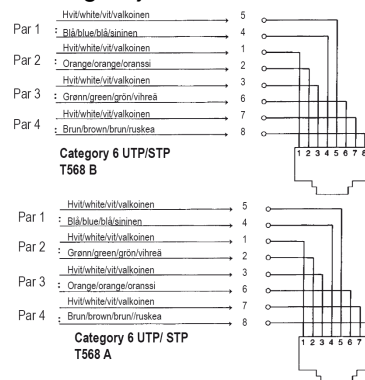 Hvit/white/vit/valkoinen 5
Par 1 : Blå/blue/blå/sininen 4
Hvit/white/vit/valkoinen 1
Par 2 : Orange/orange/oranssi 2
Hvit/white/vit/valkoinen 3
Par 3 : Grønn/green/grön/vihreä 6
Hvit/white/vit/valkoinen 7
Par 4 : Brun/brown/brun/ruskea 8
1 2 3 4 5 6 7 8
Category 6 UTP/STP
T568 B
Hvit/white/vit/valkoinen 5
Par 1 : Blå/blue/blå/sininen 4
Hvit/white/vit/valkoinen 1
Par 2 : Grønn/green/grön/vihreä 2
Hvit/white/vit/valkoinen 3
Par 3 : Orange/orange/oranssi 6
Hvit/white/vit/valkoinen 7
Par 4 : Brun/brown/brun//ruskea 8
1 2 3 4 5 6 7
Category 6 UTP/ STP
T568 A